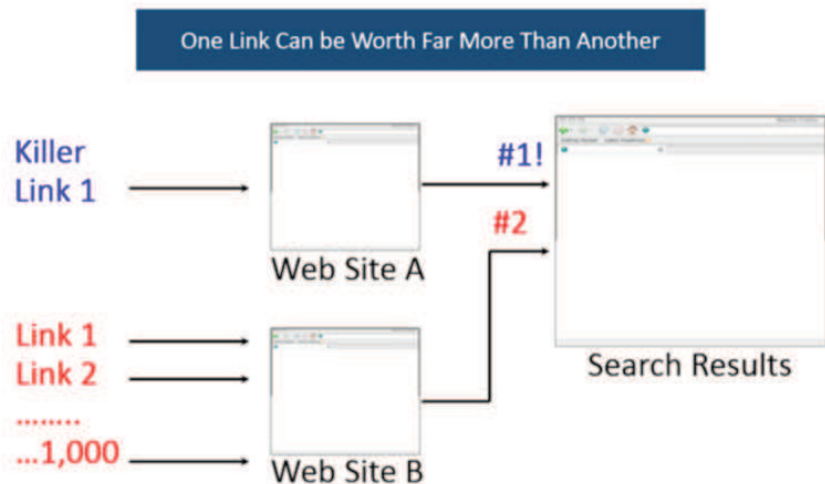 One Link Can be Worth Far More Than Another
Killer
Link 1
#1!
Web Site A
#2
Link 1
Link 2
........
...1,000
Web Site B
Search Results